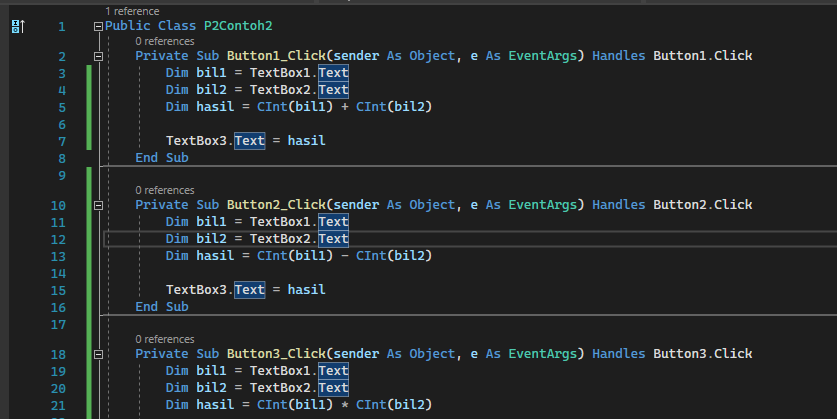 1 reference
1 Public Class P2Contoh2
0 references
2 Private Sub Button1_Click(sender As Object, e As EventArgs) Handles Button1.Click
3 Dim bil1 = TextBox1.Text
4 Dim bil2 = TextBox2.Text
5 Dim hasil = CInt(bil1) + CInt(bil2)
6
7 TextBox3.Text = hasil
8 End Sub
9
0 references
10 Private Sub Button2_Click(sender As Object, e As EventArgs) Handles Button2.Click
11 Dim bil1 = TextBox1.Text
12 Dim bil2 = TextBox2.Text
13 Dim hasil = CInt(bil1) - CInt(bil2)
14
15 TextBox3.Text = hasil
16 End Sub
17
0 references
18 Private Sub Button3_Click(sender As Object, e As EventArgs) Handles Button3.Click
19 Dim bil1 = TextBox1.Text
20 Dim bil2 = TextBox2.Text
21 Dim hasil = CInt(bil1) * CInt(bil2)